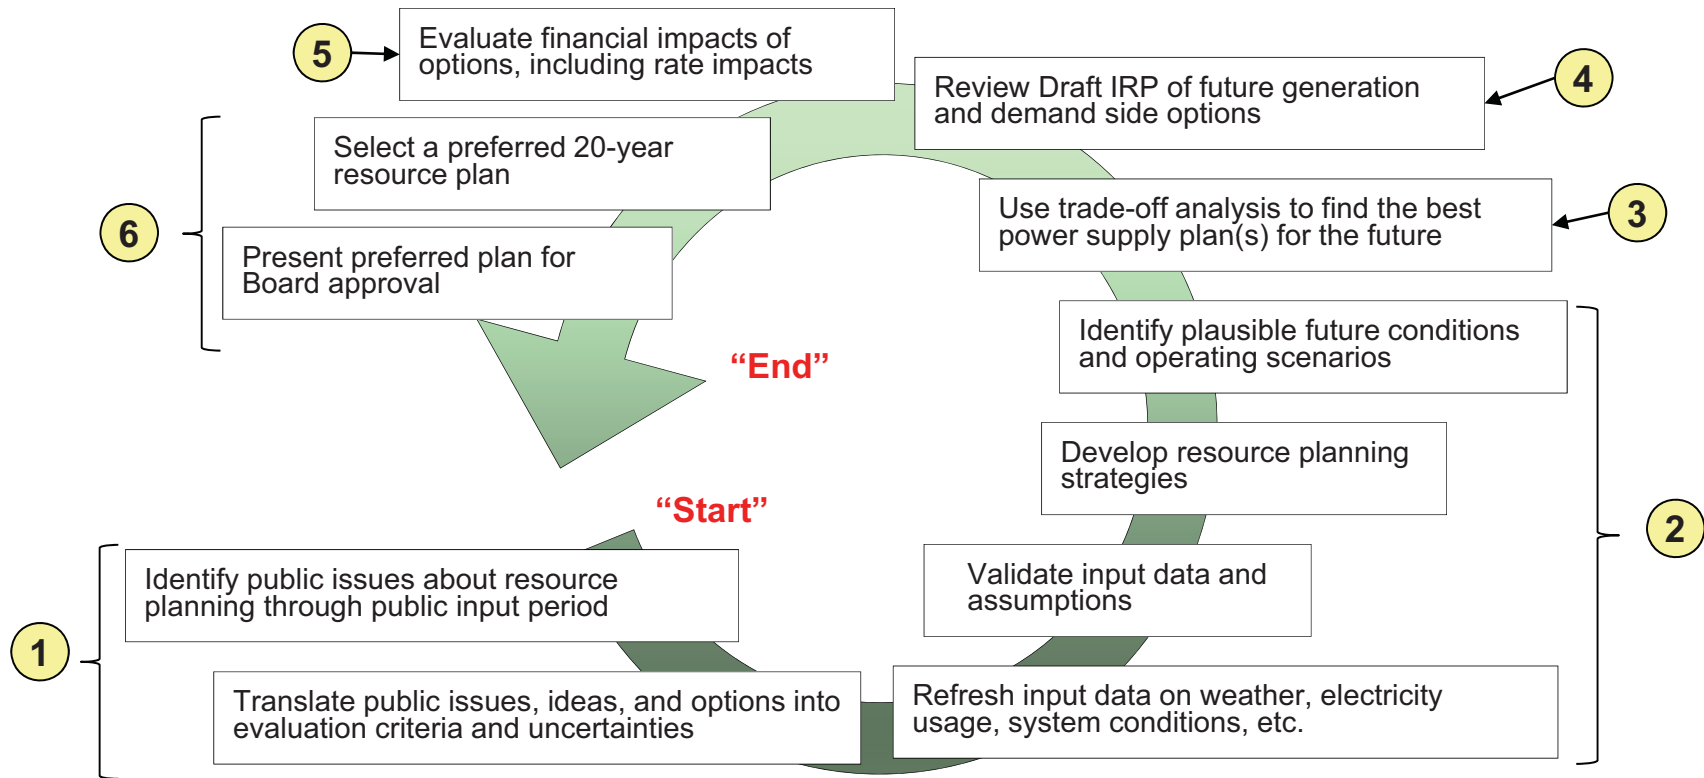 5
Evaluate financial impacts of
options, including rate impacts
4
Review Draft IRP of future generation
and demand side options
Select a preferred 20-year
resource plan
3
Use trade-off analysis to find the best
power supply plan(s) for the future
6
Present preferred plan for
Board approval
Identify plausible future conditions
and operating scenarios
“End”
Develop resource planning
strategies
“Start”
2
Identify public issues about resource
planning through public input period
Validate input data and
assumptions
1
Translate public issues, ideas, and options into
evaluation criteria and uncertainties
Refresh input data on weather, electricity
usage, system conditions, etc.